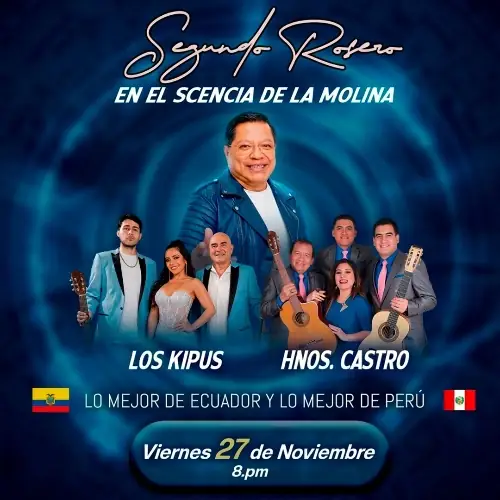 Segundo Rosero
EN EL SCENCIA DE LA MOLINA
LOS KIPUS
HNOS. CASTRO
LO MEJOR DE ECUADOR Y LO MEJOR DE PERÚ
Viernes 27 de Noviembre
8.pm